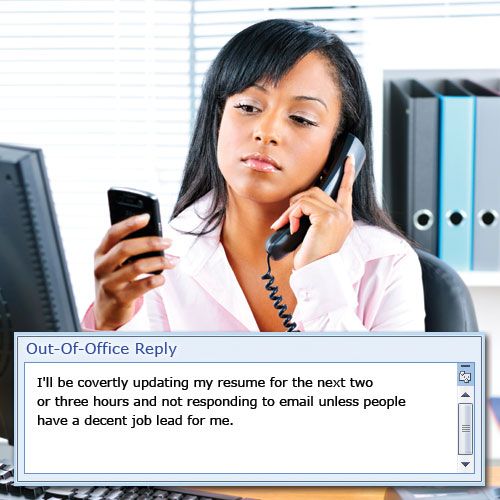 Out-Of-Office Reply
I'll be covertly updating my resume for the next two
or three hours and not responding to email unless people
have a decent job lead for me.